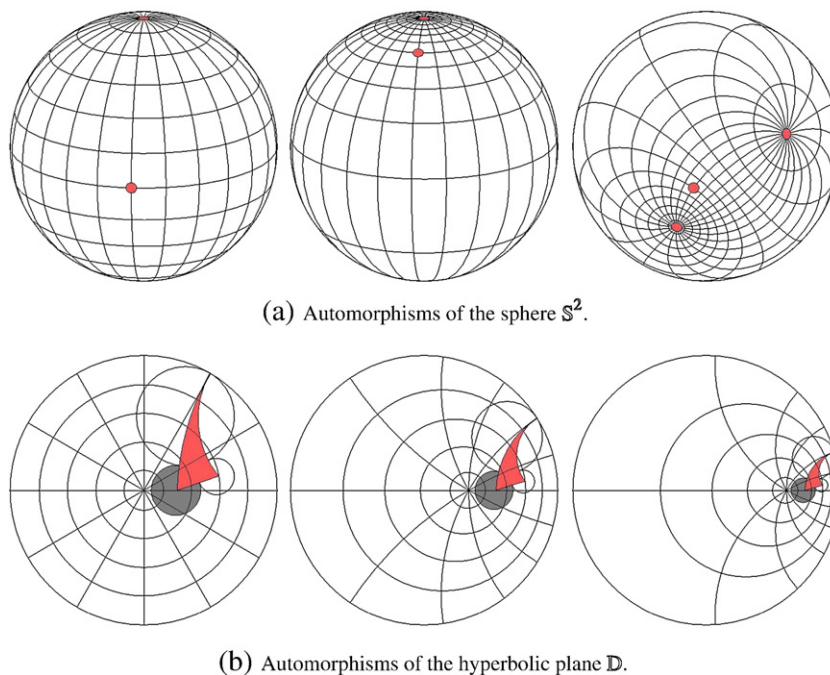 (a) Automorphisms of the sphere 𝕊².
(b) Automorphisms of the hyperbolic plane 𝔻.